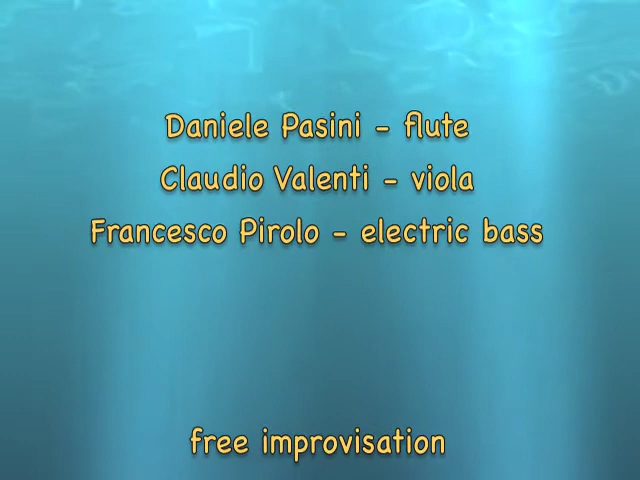 Daniele Pasini - flute
Claudio Valenti - viola
Francesco Pirolo - electric bass
free improvisation